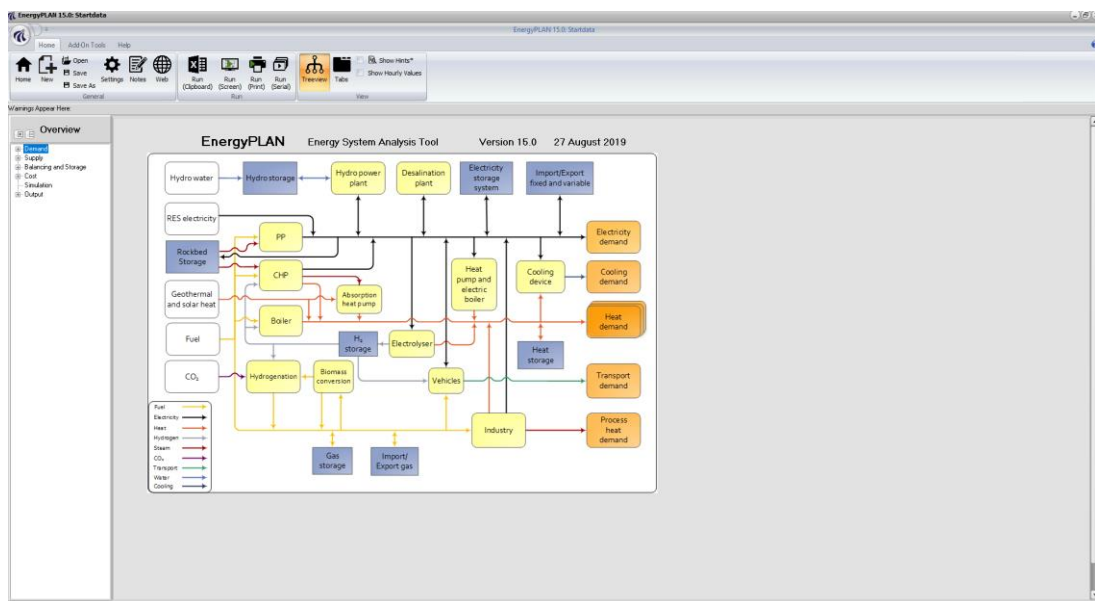 EnergyPLAN 15.0: Startdata
EnergyPLAN 15.0: Startdata
Home Add-On Tools Help
Home
New
Open
Save
Save As
Settings
Notes
Web
General
Run
(Clipboard)
Run
(Screen)
Run
(Print)
Run
(Serial)
Run
Treeview
Tabs
Show Hints*
Show Hourly Values
View
Warnings Appear Here:
Overview
Demand
Supply
Balancing and Storage
Cost
Simulation
Output
EnergyPLAN Energy System Analysis Tool Version 15.0 27 August 2019
Hydro water
Hydro storage
Hydro power
plant
Desalination
plant
Electricity
storage
system
Import/Export
fixed and variable
RES electricity
PP
Electricity
demand
Rockbed
Storage
CHP
Heat
pump and
electric
boiler
Cooling
device
Cooling
demand
Geothermal
and solar heat
Absorption
heat pump
Boiler
Heat
demand
Fuel
H₂
storage
Electrolyser
Heat
storage
CO₂
Hydrogenation
Biomass
conversion
Vehicles
Transport
demand
Industry
Process
heat
demand
Gas
storage
Import/
Export gas
Fuel
Electricity
Heat
Hydrogen
Steam
CO₂
Transport
Water
Cooling